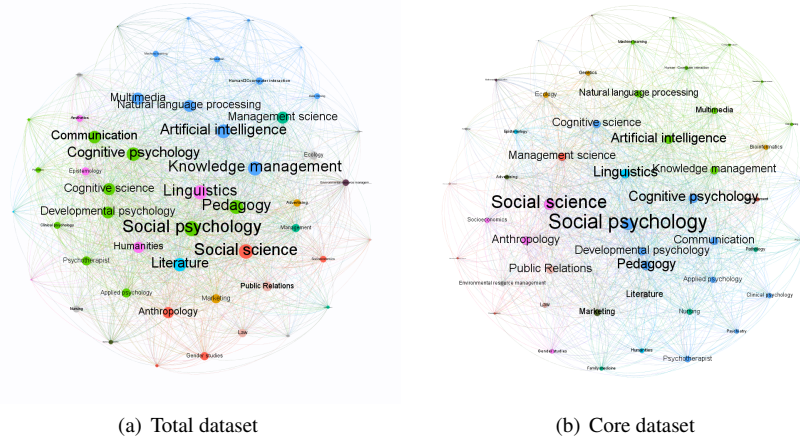 Multimedia
Natural language processing
Management science
Communication
Artificial intelligence
Cognitive psychology
Ecology
Epistemology
Knowledge management
Cognitive science
Linguistics
Advertising
Developmental psychology
Pedagogy
Clinical psychology
Social psychology
Management
Humanities
Social science
Psychotherapist
Literature
Public Relations
Applied psychology
Marketing
Nursing
Anthropology
Law
Gender studies
(a) Total dataset
Machine learning
Human-Computer interaction
Genetics
Ecology
Natural language processing
Multimedia
Cognitive science
Epistemology
Artificial intelligence
Bioinformatics
Management science
Linguistics
Knowledge management
Advertising
Cognitive psychology
Social science
Socioeconomics
Social psychology
Anthropology
Communication
Developmental psychology
Pathology
Public Relations
Pedagogy
Environmental resource management
Applied psychology
Literature
Clinical psychology
Law
Marketing
Nursing
Psychiatry
Gender studies
Humanities
Psychotherapist
Family medicine
(b) Core dataset